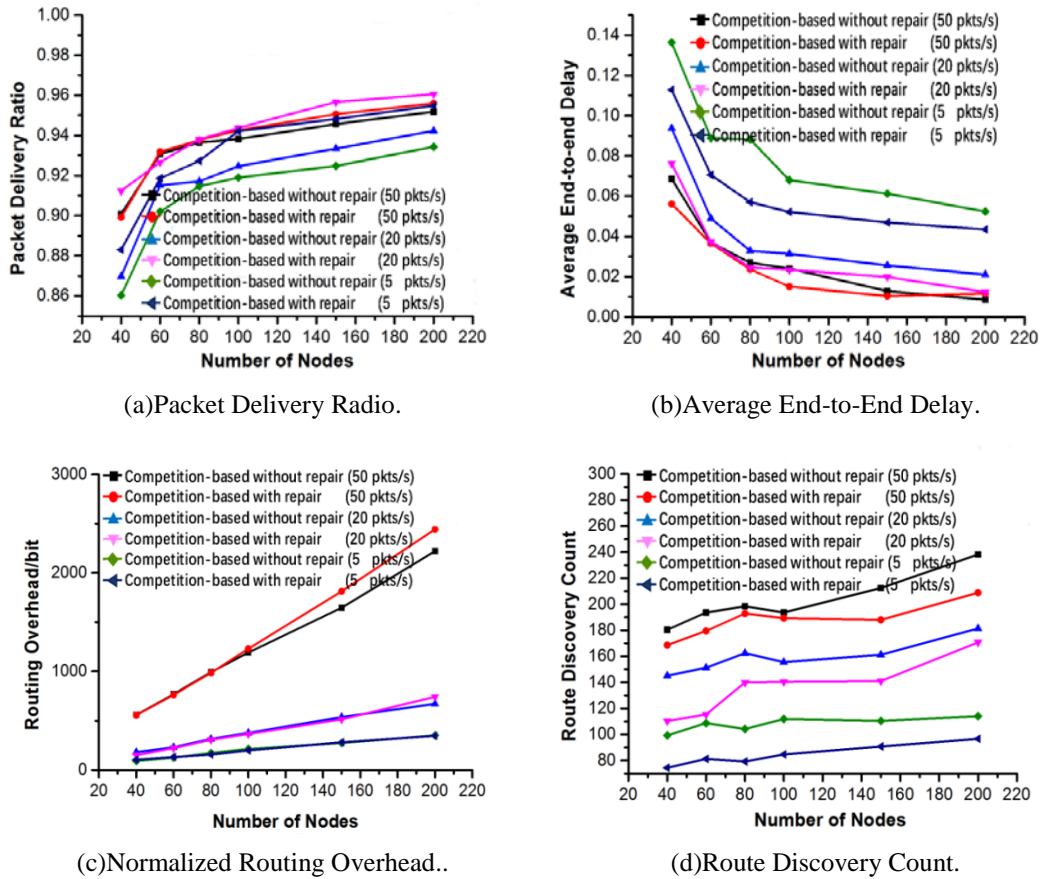 1.00
0.98
0.96
0.94
0.92
0.90
0.88
0.86
Packet Delivery Ratio
Competition-based without repair (50 pkts/s)
Competition-based with repair (50 pkts/s)
Competition-based without repair (20 pkts/s)
Competition-based with repair (20 pkts/s)
Competition-based without repair (5 pkts/s)
Competition-based with repair (5 pkts/s)
20 40 60 80 100 120 140 160 180 200 220
Number of Nodes
(a)Packet Delivery Radio.
0.14
0.12
0.10
0.08
0.06
0.04
0.02
0.00
Average End-to-end Delay
Competition-based without repair (50 pkts/s)
Competition-based with repair (50 pkts/s)
Competition-based without repair (20 pkts/s)
Competition-based with repair (20 pkts/s)
Competition-based without repair (5 pkts/s)
Competition-based with repair (5 pkts/s)
20 40 60 80 100 120 140 160 180 200 220
Number of Nodes
(b)Average End-to-End Delay.
3000
2000
1000
0
Routing Overhead/bit
Competition-based without repair (50 pkts/s)
Competition-based with repair (50 pkts/s)
Competition-based without repair (20 pkts/s)
Competition-based with repair (20 pkts/s)
Competition-based without repair (5 pkts/s)
Competition-based with repair (5 pkts/s)
20 40 60 80 100 120 140 160 180 200 220
Number of Nodes
(c)Normalized Routing Overhead..
300
280
260
240
220
200
180
160
140
120
100
80
Route Discovery Count
Competition-based without repair (50 pkts/s)
Competition-based with repair (50 pkts/s)
Competition-based without repair (20 pkts/s)
Competition-based with repair (20 pkts/s)
Competition-based without repair (5 pkts/s)
Competition-based with repair (5 pkts/s)
20 40 60 80 100 120 140 160 180 200 220
Number of Nodes
(d)Route Discovery Count.